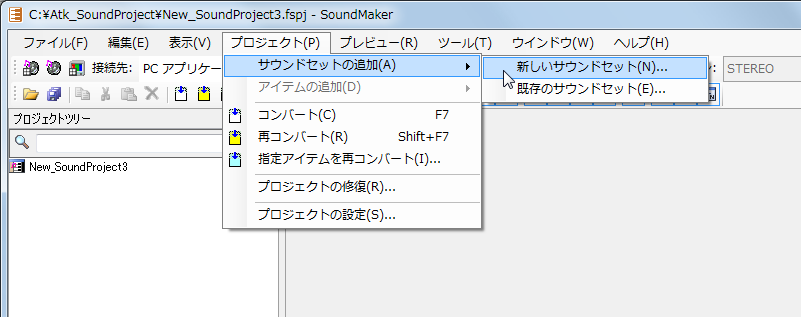 C:¥Atk_SoundProject¥New_SoundProject3.fspj - SoundMaker
ファイル(F) 編集(E) 表示(V) プロジェクト(P) プレビュー(R) ツール(T) ウインドウ(W) ヘルプ(H)
接続先: PC アプリケー
サウンドセットの追加(A)
新しいサウンドセット(N)...
STEREO
アイテムの追加(D)
既存のサウンドセット(E)...
プロジェクトツリー
コンバート(C) F7
再コンバート(R) Shift+F7
指定アイテムを再コンバート(I)...
New_SoundProject3
プロジェクトの修復(R)...
プロジェクトの設定(S)...